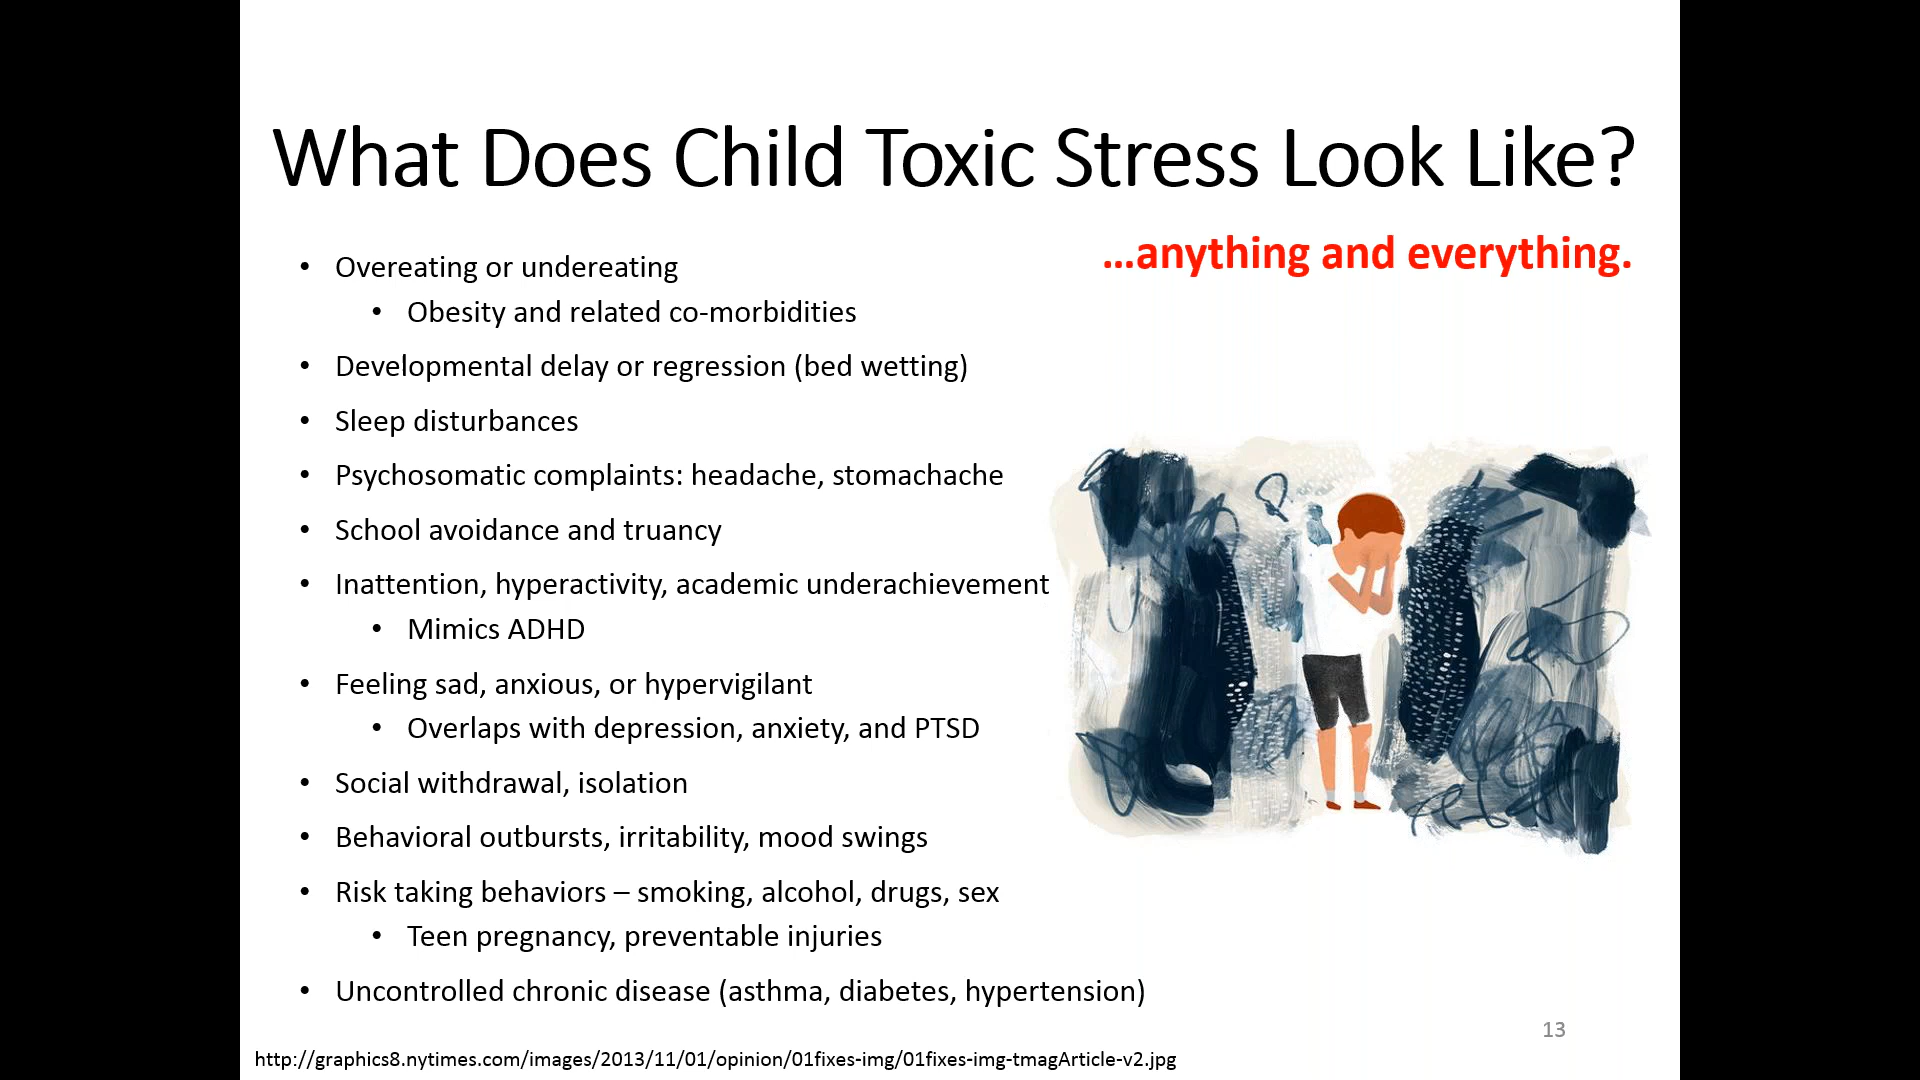 What Does Child Toxic Stress Look Like?
...anything and everything.
• Overeating or undereating
• Obesity and related co-morbidities
• Developmental delay or regression (bed wetting)
• Sleep disturbances
• Psychosomatic complaints: headache, stomachache
• School avoidance and truancy
• Inattention, hyperactivity, academic underachievement
• Mimics ADHD
• Feeling sad, anxious, or hypervigilant
• Overlaps with depression, anxiety, and PTSD
• Social withdrawal, isolation
• Behavioral outbursts, irritability, mood swings
• Risk taking behaviors – smoking, alcohol, drugs, sex
• Teen pregnancy, preventable injuries
• Uncontrolled chronic disease (asthma, diabetes, hypertension)
13
http://graphics8.nytimes.com/images/2013/11/01/opinion/01fixes-img/01fixes-img-tmagArticle-v2.jpg